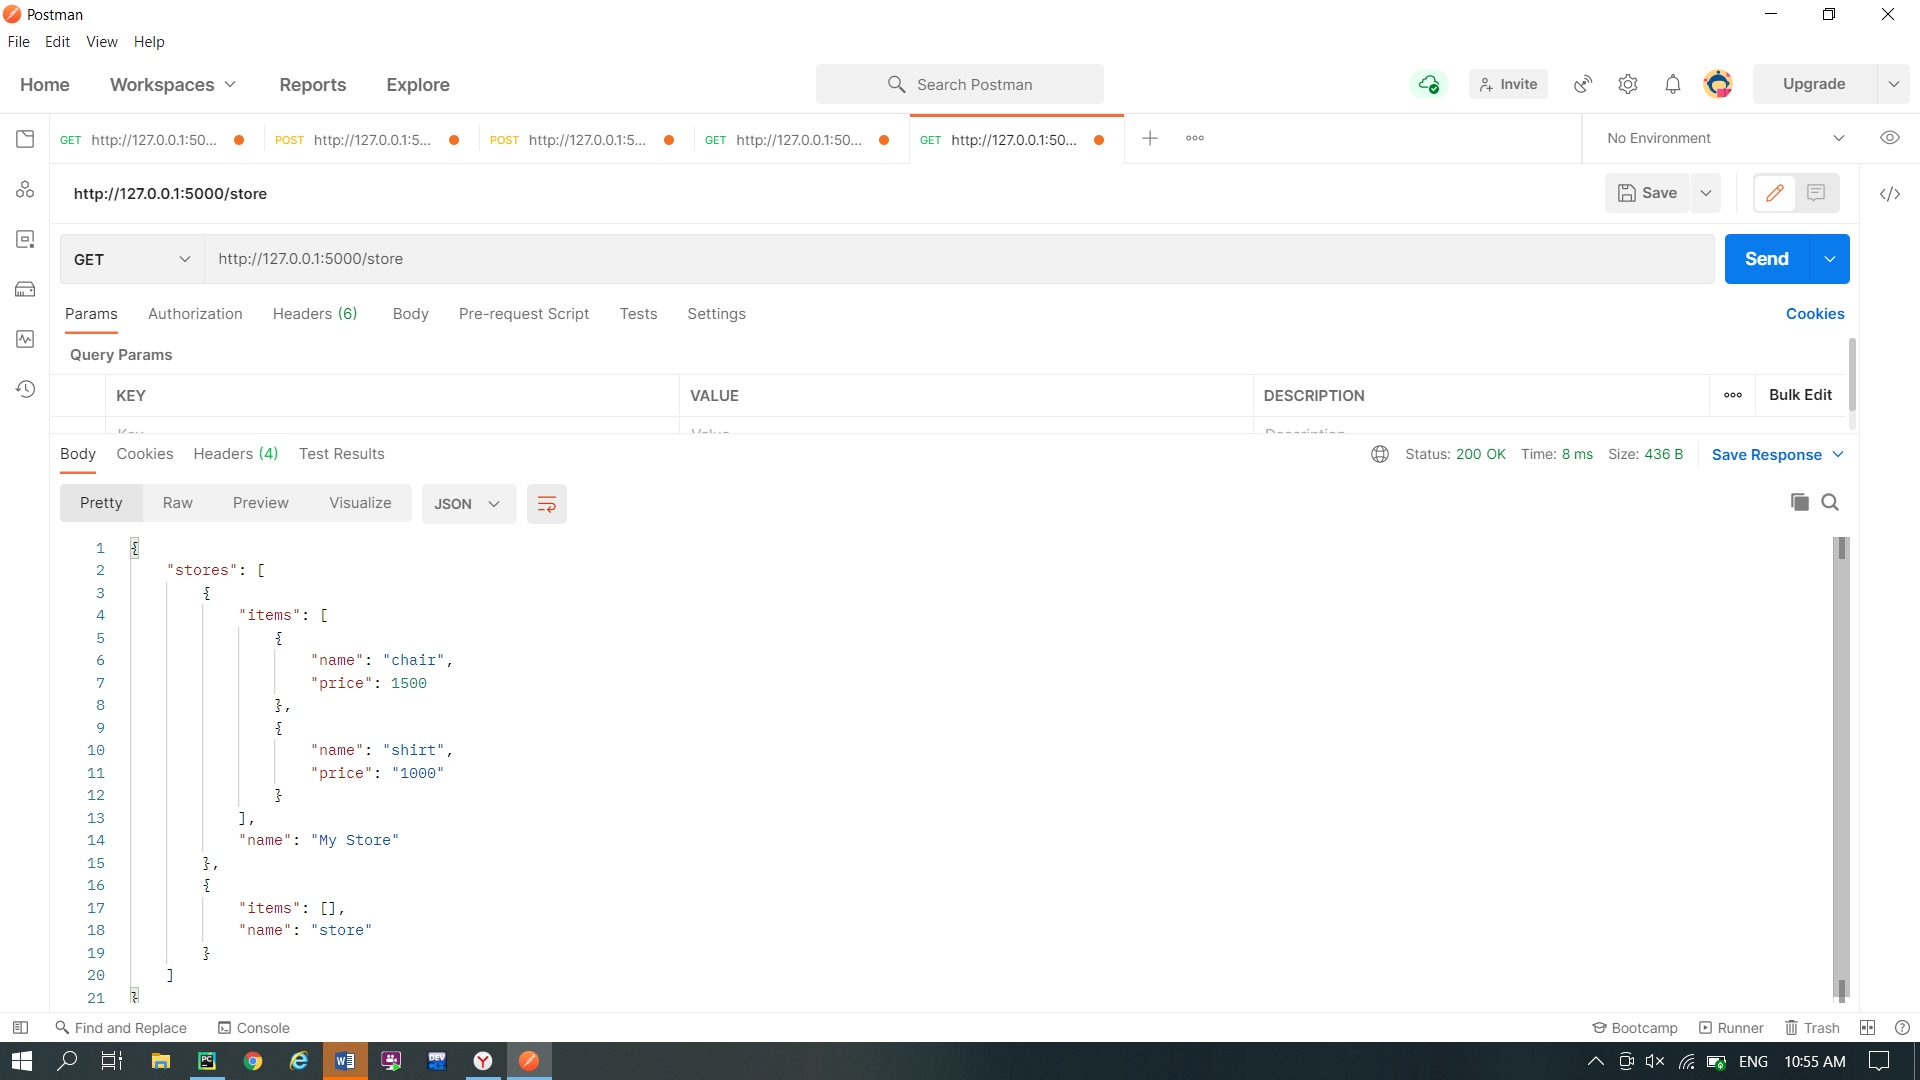 Postman
File Edit View Help
Home Workspaces Reports Explore Search Postman Invite Upgrade
GET http://127.0.0.1:50... POST http://127.0.0.1:5... POST http://127.0.0.1:5... GET http://127.0.0.1:50... GET http://127.0.0.1:50... No Environment
http://127.0.0.1:5000/store Save
GET http://127.0.0.1:5000/store Send
Params Authorization Headers (6) Body Pre-request Script Tests Settings Cookies
Query Params
KEY VALUE DESCRIPTION Bulk Edit
Key Value Description
Body Cookies Headers (4) Test Results Status: 200 OK Time: 8 ms Size: 436 B Save Response
Pretty Raw Preview Visualize JSON
1 {
2 "stores": [
3 {
4 "items": [
5 {
6 "name": "chair",
7 "price": 1500
8 },
9 {
10 "name": "shirt",
11 "price": "1000"
12 }
13 ],
14 "name": "My Store"
15 },
16 {
17 "items": [],
18 "name": "store"
19 }
20 ]
21 }
Find and Replace Console Bootcamp Runner Trash
PC W DEV Y ENG 10:55 AM